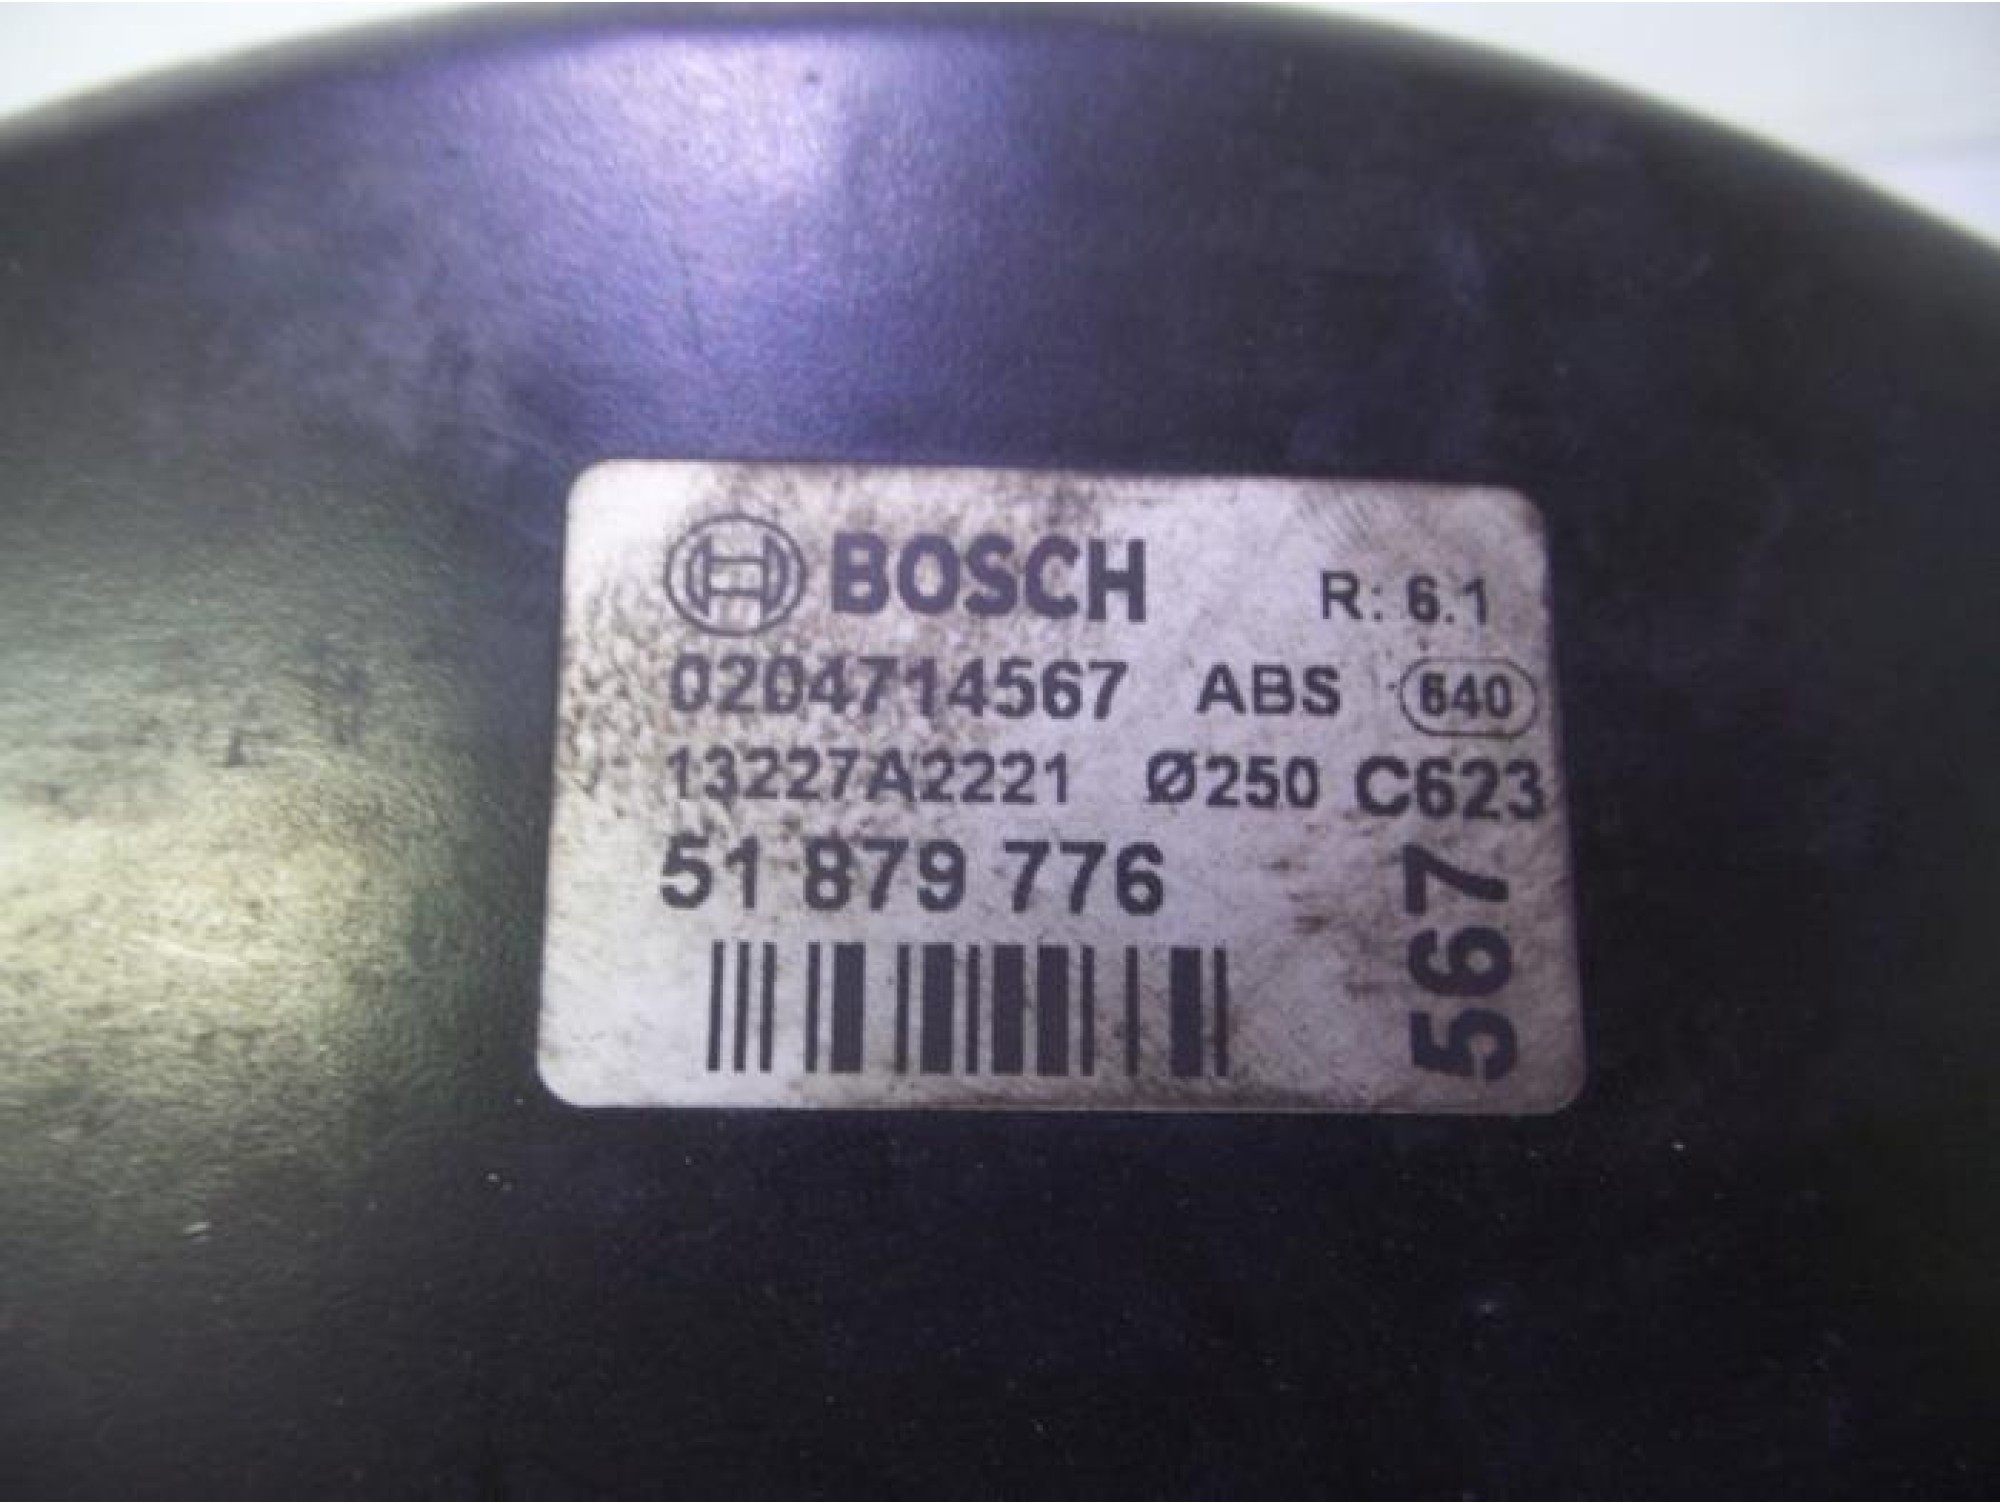 BOSCH R: 6.1
0204714567 ABS 640
13227A2221 Ø250 C623
51 879 776
567